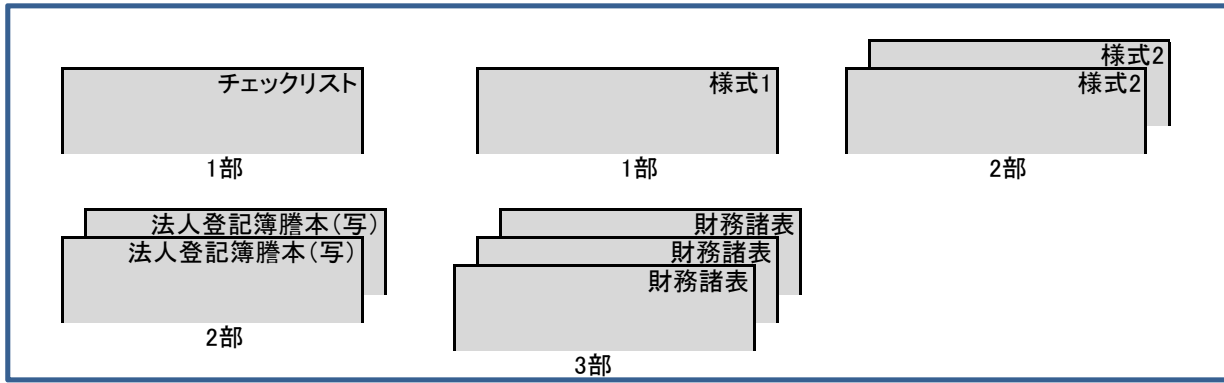 チェックリスト
1部
様式1
1部
様式2
様式2
2部
法人登記簿謄本(写)
法人登記簿謄本(写)
2部
財務諸表
財務諸表
財務諸表
3部